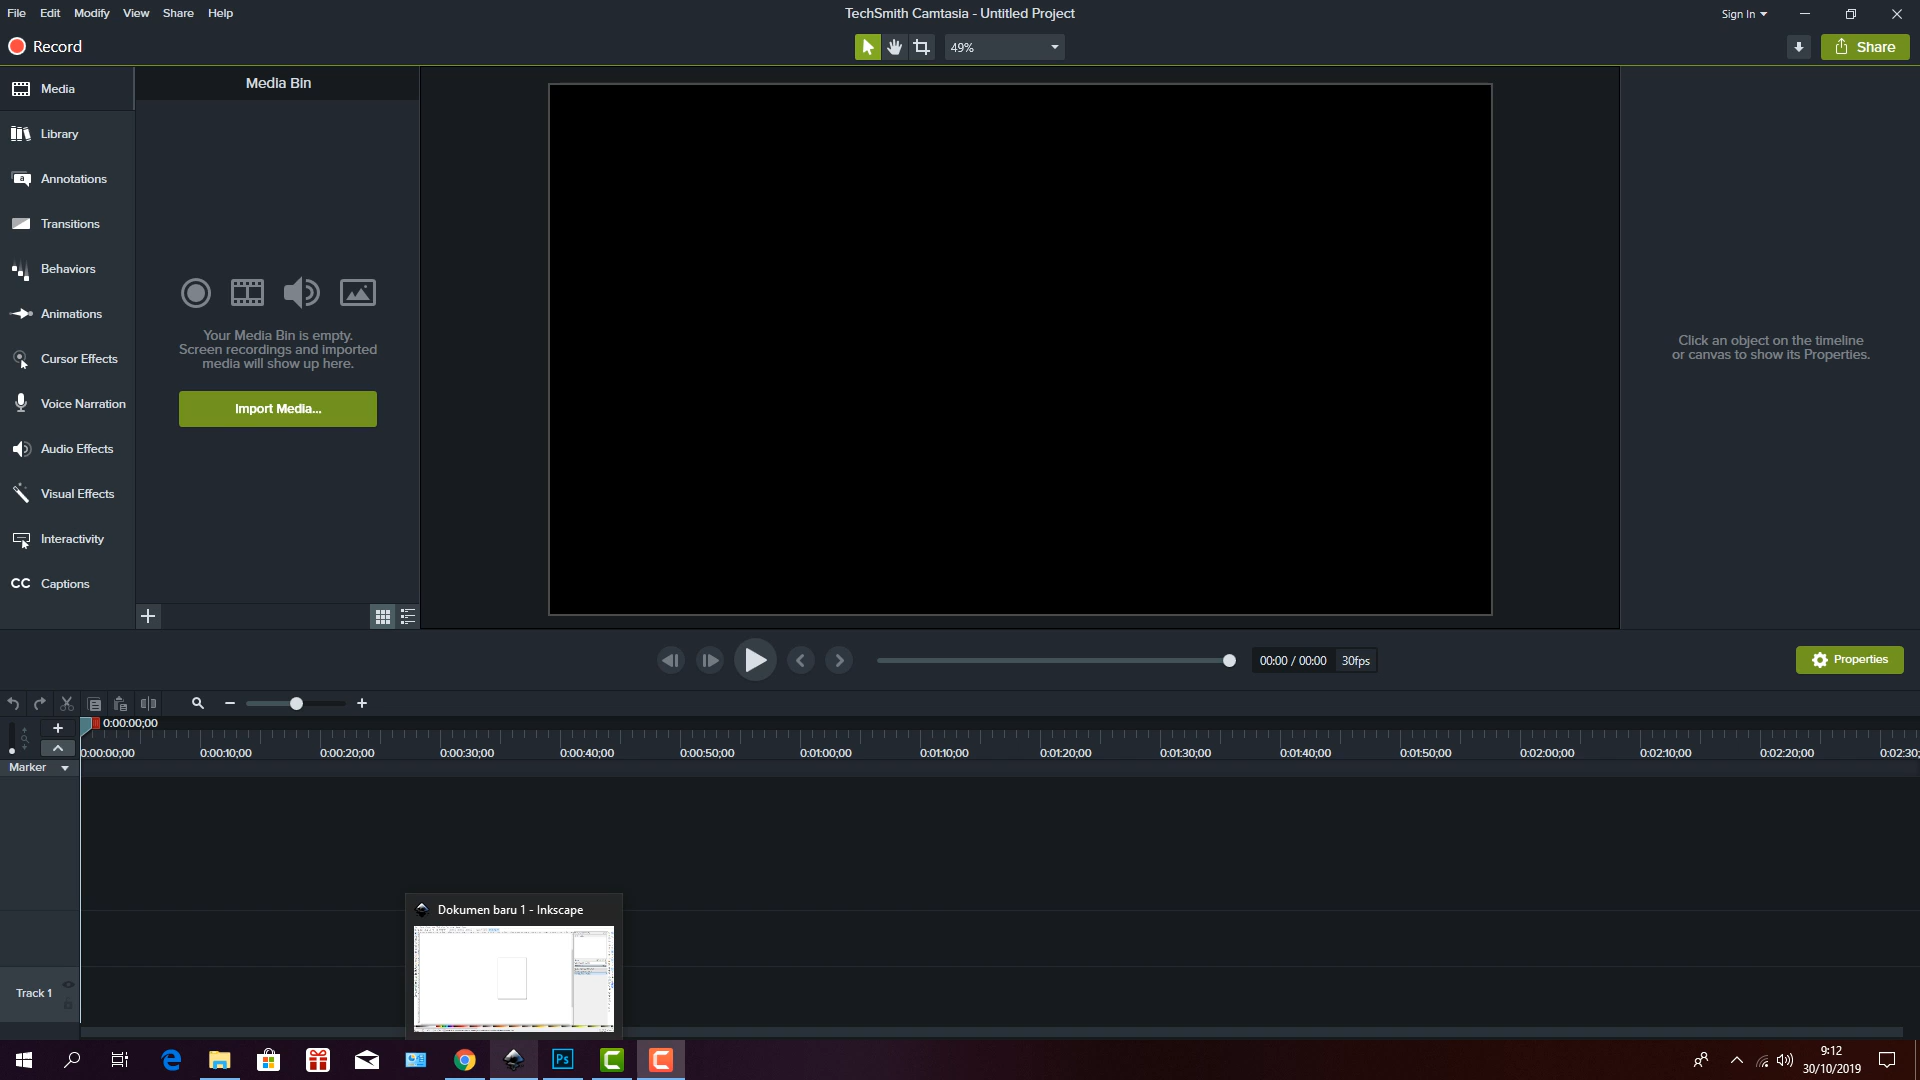 File Edit Modify View Share Help
TechSmith Camtasia - Untitled Project
Sign In
Record
49%
Share
Media
Library
Annotations
Transitions
Behaviors
Animations
Cursor Effects
Voice Narration
Audio Effects
Visual Effects
Interactivity
CC Captions
Media Bin
Your Media Bin is empty.
Screen recordings and imported
media will show up here.
Import Media...
Click an object on the timeline
or canvas to show its Properties.
00:00 / 00:00 30fps
Properties
0:00:00;00
0:00:00;00 0:00:10;00 0:00:20;00 0:00:30;00 0:00:40;00 0:00:50;00 0:01:00;00 0:01:10;00 0:01:20;00 0:01:30;00 0:01:40;00 0:01:50;00 0:02:00;00 0:02:10;00 0:02:20;00 0:02:30;
Marker
Track 1
Dokumen baru 1 - Inkscape
Ps
9:12
30/10/2019